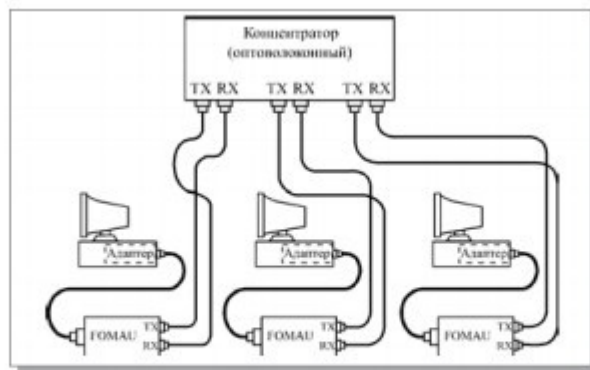 Концентратор
(оптоволоконный)
TX RX TX RX TX RX
Адаптер Адаптер Адаптер
TX TX TX
FOMAU FOMAU FOMAU
RX RX RX